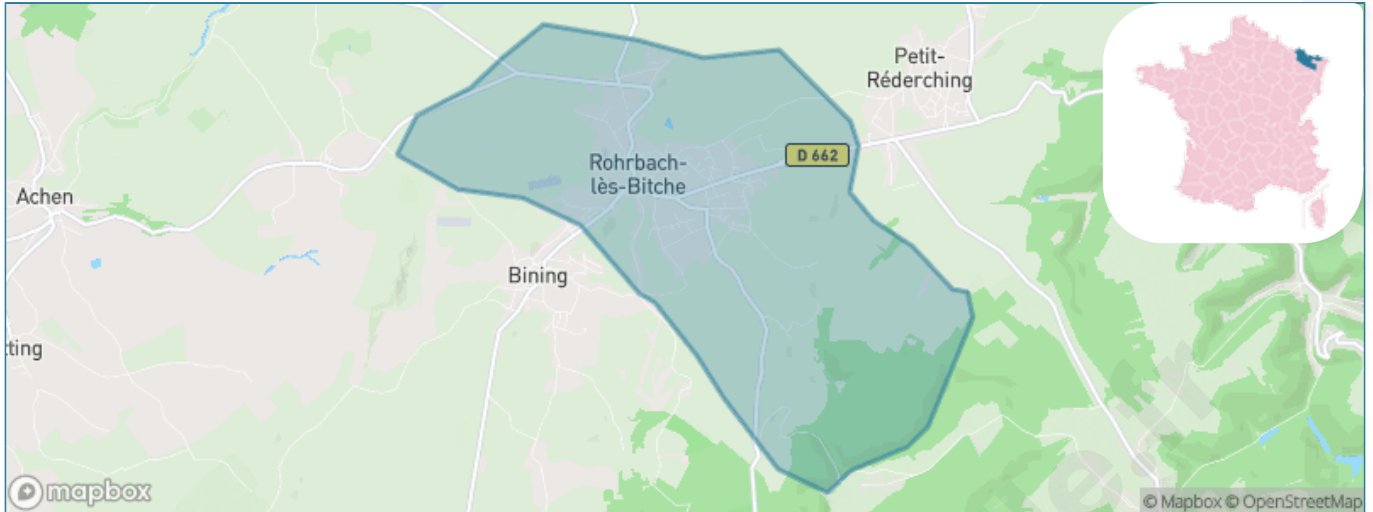 Petit-
Réderching
D 662
Rohrbach-
lès-Bitche
Achen
Bining
tting
mapbox
© Mapbox © OpenStreetMap